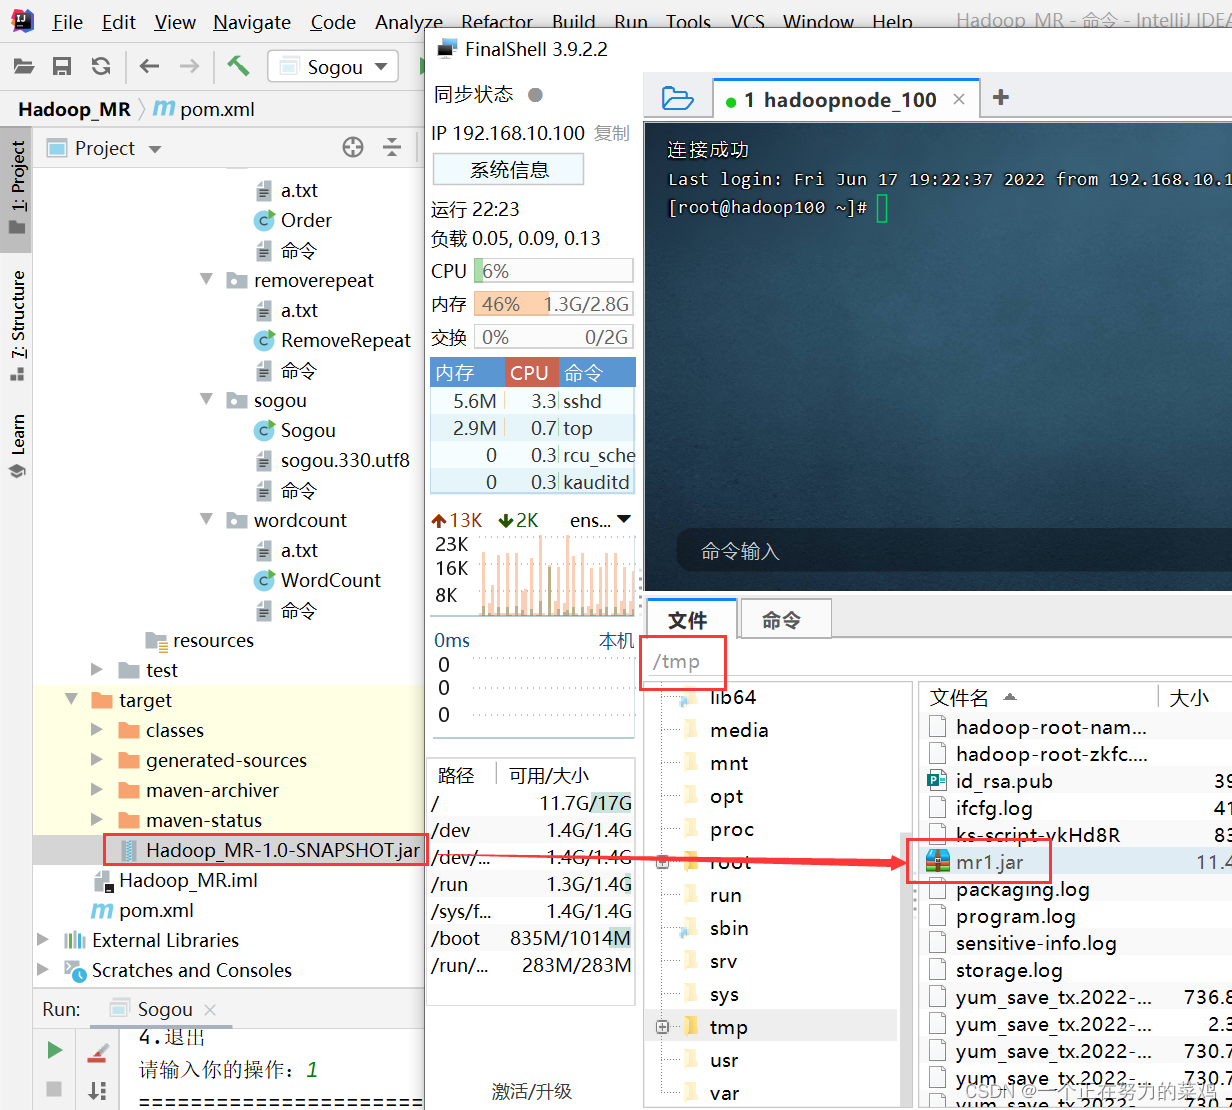 File Edit View Navigate Code Analyze Refactor Build Run Tools VCS Window Help Hadoop_MR - 命令 - IntelliJ IDEA
Sogou
Hadoop_MR
pom.xml
1: Project
7: Structure
Learn
Project
a.txt
Order
命令
removerepeat
a.txt
RemoveRepeat
命令
sogou
Sogou
sogou.330.utf8
命令
wordcount
a.txt
WordCount
命令
resources
test
target
classes
generated-sources
maven-archiver
maven-status
Hadoop_MR-1.0-SNAPSHOT.jar
Hadoop_MR.iml
pom.xml
External Libraries
Scratches and Consoles
Run: Sogou
4.退出
请输入你的操作：1
======================
FinalShell 3.9.2.2
同步状态
IP 192.168.10.100 复制
系统信息
运行 22:23
负载 0.05, 0.09, 0.13
CPU 6%
内存 46% 1.3G/2.8G
交换 0% 0/2G
内存 CPU 命令
5.6M 3.3 sshd
2.9M 0.7 top
0 0.3 rcu_sche
0 0.3 kauditd
13K 2K ens...
23K
16K
8K
0ms 本机
0
0
0
路径 可用/大小
/ 11.7G/17G
/dev 1.4G/1.4G
/dev/... 1.4G/1.4G
/run 1.3G/1.4G
/sys/f... 1.4G/1.4G
/boot 835M/1014M
/run/... 283M/283M
激活/升级
1 hadoopnode_100
连接成功
Last login: Fri Jun 17 19:22:37 2022 from 192.168.10.1
[root@hadoop100 ~]#
命令输入
文件 命令
/tmp
lib64
media
mnt
opt
proc
root
run
sbin
srv
sys
tmp
usr
var
文件名 大小
hadoop-root-nam...
hadoop-root-zkfc....
id_rsa.pub 39
ifcfg.log 41
ks-script-vkHd8R 83
mr1.jar 11.4
packaging.log
program.log
sensitive-info.log
storage.log
yum_save_tx.2022-... 736.8
yum_save_tx.2022-... 2.3
yum_save_tx.2022-... 730.7
yum_save_tx.2022-... 730.7
yum_save_tx.2022-... 730.7
CSDN @一个正在努力的菜鸡